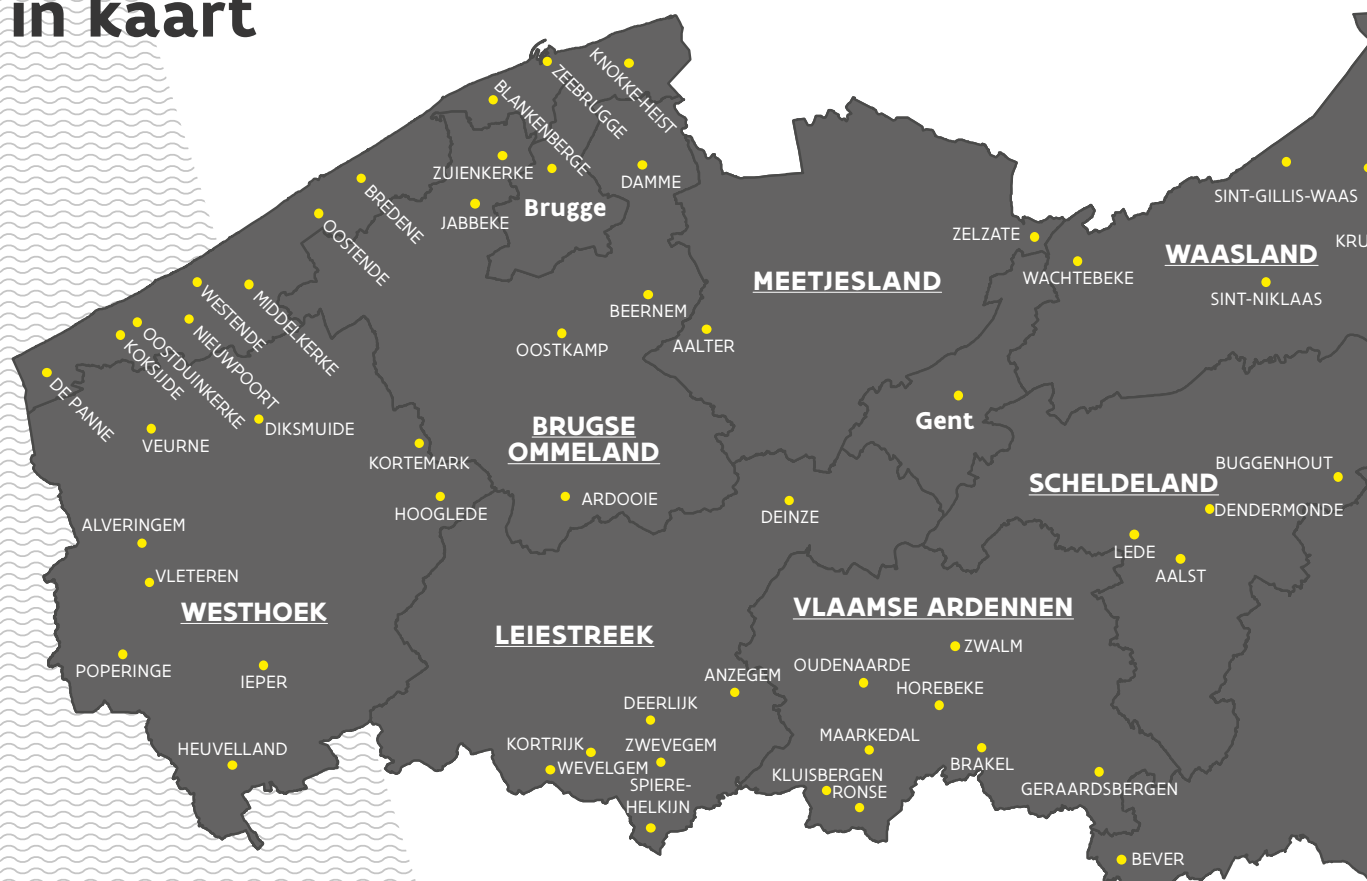 in kaart
KNOKKE-HEIST
ZEEBRUGGE
BLANKENBERGE
ZUIENKERKE
DAMME
BREDENE
JABBEKE
Brugge
OOSTENDE
SINT-GILLIS-WAAS
ZELZATE
KRU
WAASLAND
WACHTEBEKE
MEETJESLAND
SINT-NIKLAAS
WESTENDE
MIDDELKERKE
BEERNEM
OOSTDUINKERKE
NIEUWPOORT
KOKSIJDE
OOSTKAMP
AALTER
DE PANNE
VEURNE
DIKSMUIDE
BRUGSE
OMMELAND
Gent
KORTEMARK
BUGGENHOUT
SCHELDELAND
HOOGLEDE
ARDOOIE
DEINZE
DENDERMONDE
ALVERINGEM
LEDE
AALST
VLETEREN
WESTHOEK
VLAAMSE ARDENNEN
LEIESTREEK
ZWALM
POPERINGE
IEPER
OUDENAARDE
ANZEGEM
HOREBEKE
DEERLIJK
MAARKEDAL
HEUVELLAND
KORTRIJK
ZWEVEGEM
BRAKEL
WEVELGEM
KLUISBERGEN
SPIERE-
HELKIJN
RONSE
GERAARDSBERGEN
BEVER